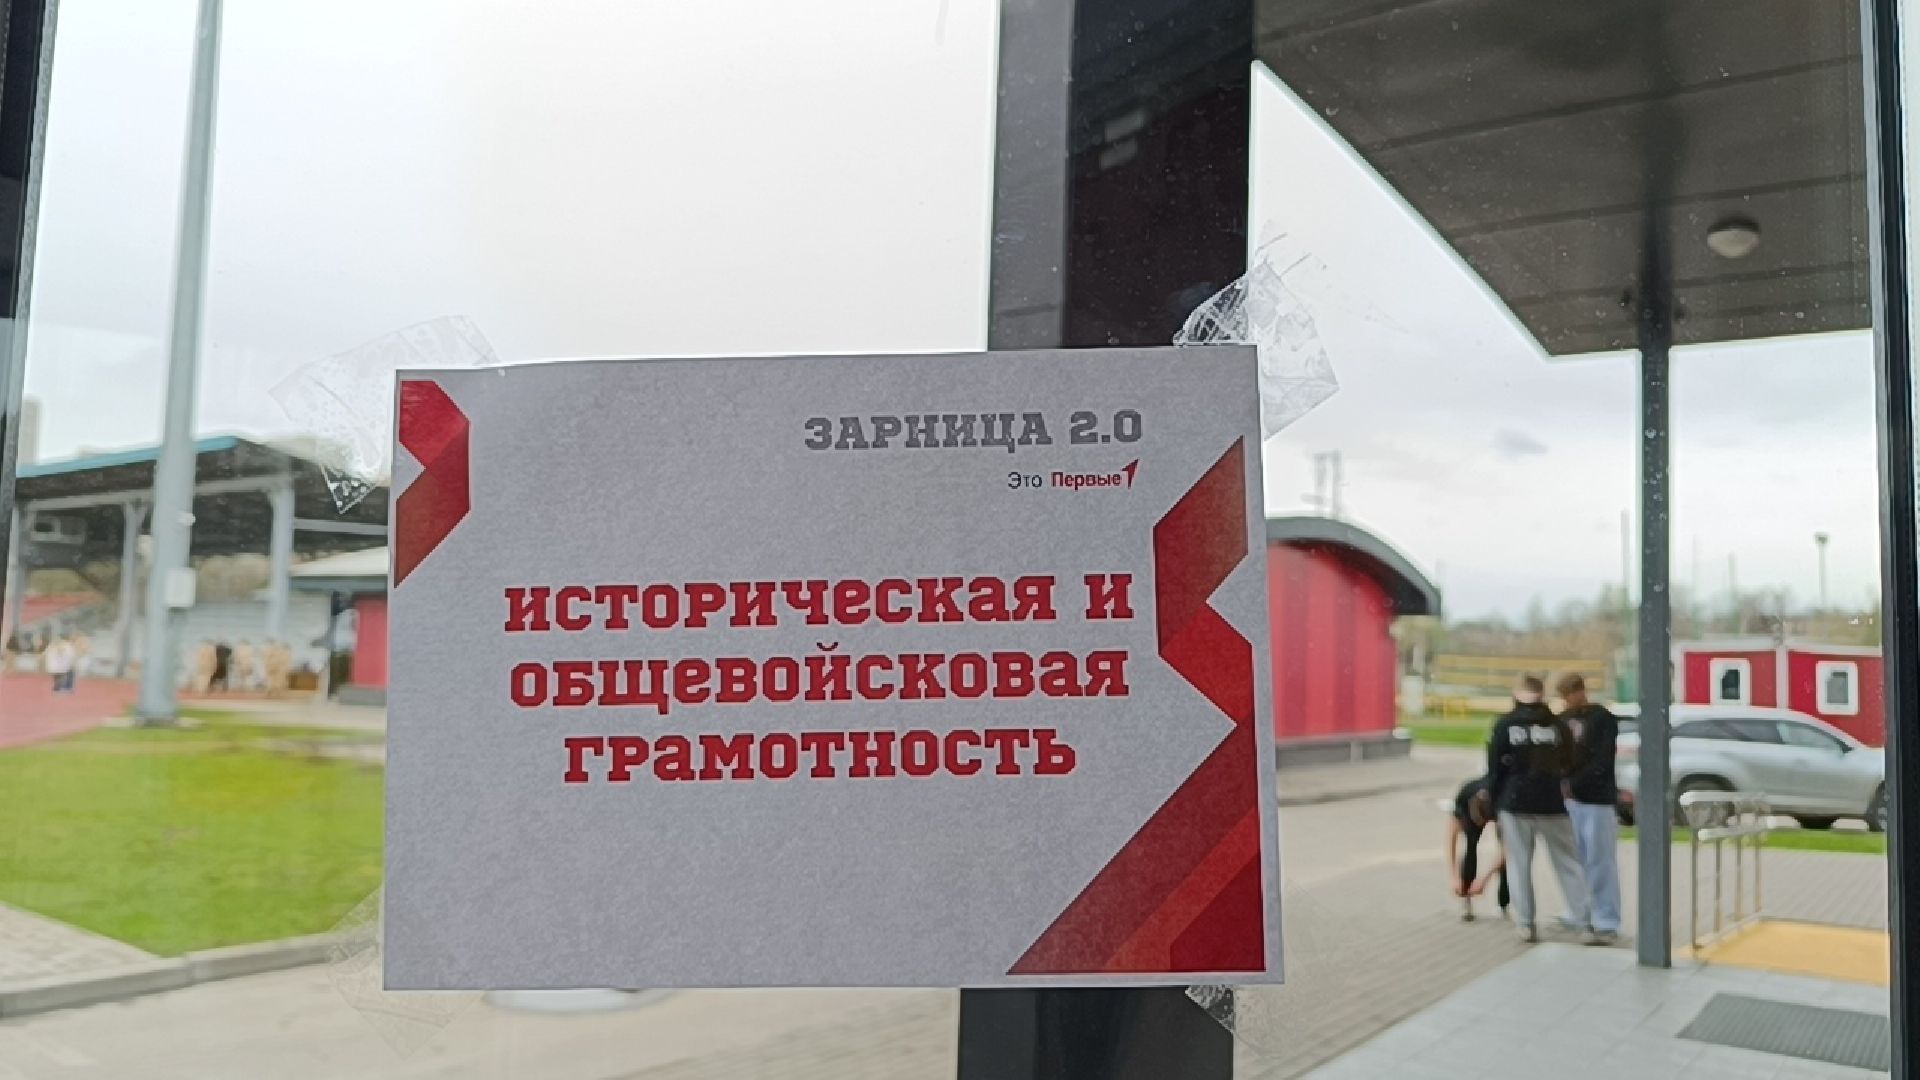 ЗАРНИЦА 2.0
Это Первые
ИСТОРИЧЕСКАЯ И
ОБЩЕВОЙСКОВАЯ
ГРАМОТНОСТЬ